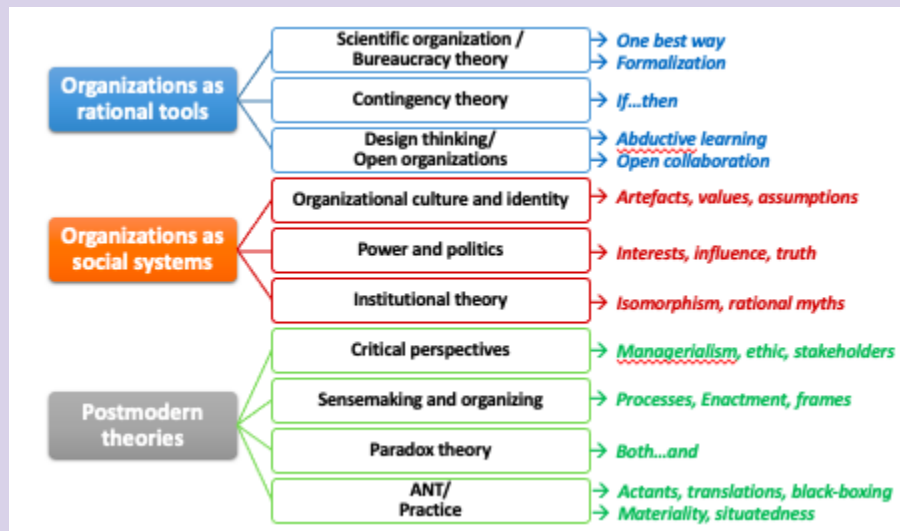 Organizations as
rational tools
Scientific organization /
Bureaucracy theory
→ One best way
→ Formalization
Contingency theory
→ If...then
Design thinking/
Open organizations
→ Abductive learning
→ Open collaboration
Organizations as
social systems
Organizational culture and identity
→ Artefacts, values, assumptions
Power and politics
→ Interests, influence, truth
Institutional theory
→ Isomorphism, rational myths
Postmodern
theories
Critical perspectives
→ Managerialism, ethic, stakeholders
Sensemaking and organizing
→ Processes, Enactment, frames
Paradox theory
→ Both...and
ANT/
Practice
→ Actants, translations, black-boxing
→ Materiality, situatedness